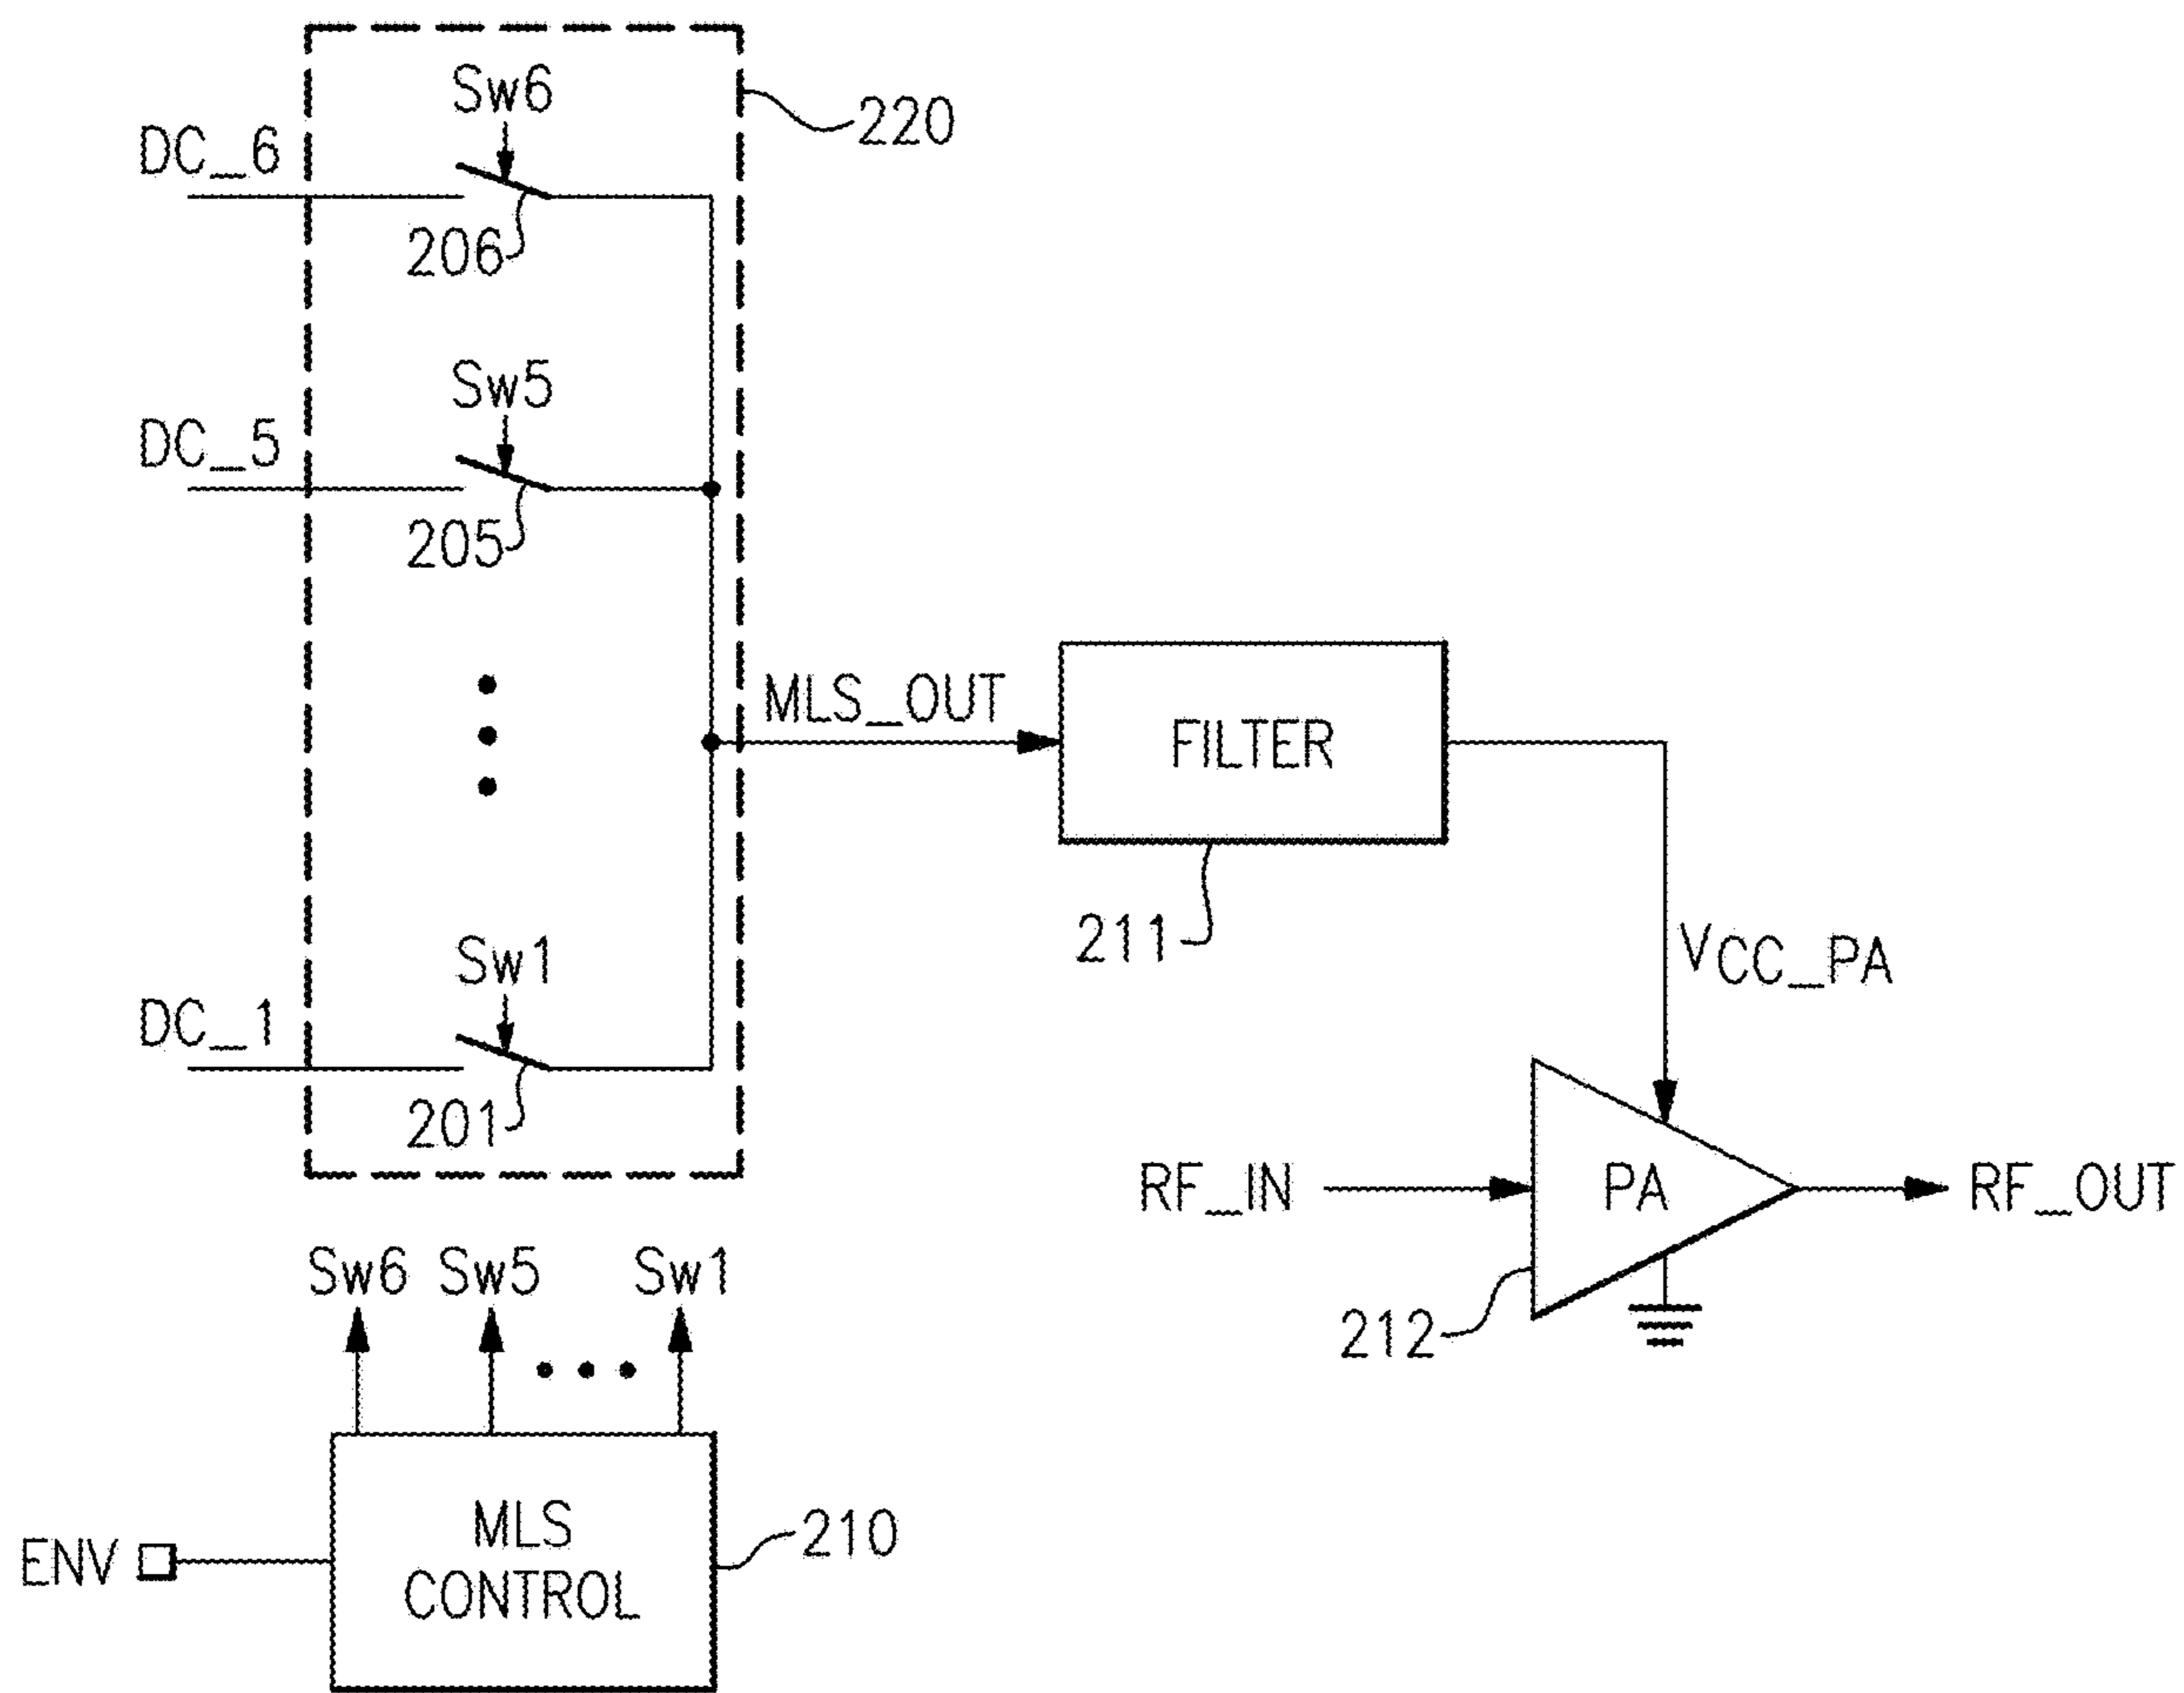 Sw6
220
DC_6
206
Sw5
DC_5
205
MLS_OUT
FILTER
211
VCC_PA
Sw1
DC_1
201
RF_IN
PA
RF_OUT
212
Sw6 Sw5 Sw1
ENV
MLS
CONTROL
210